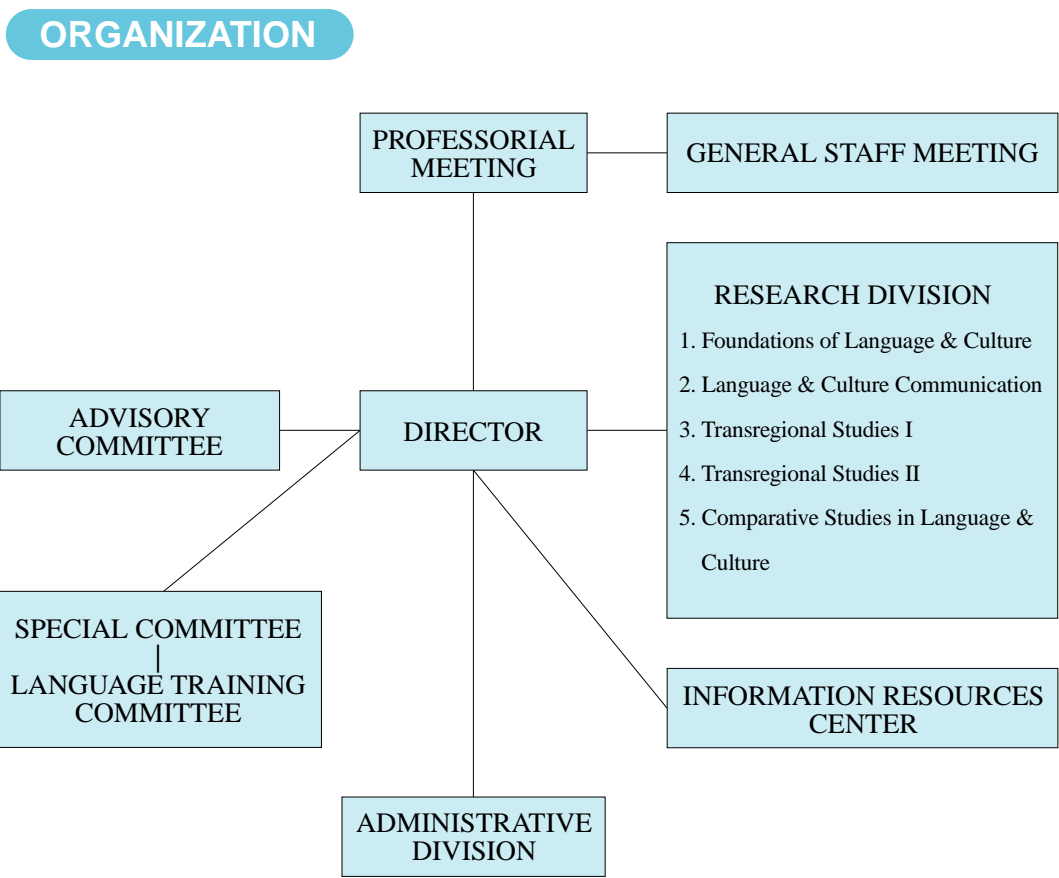 ORGANIZATION
PROFESSORIAL
MEETING
GENERAL STAFF MEETING
RESEARCH DIVISION
1. Foundations of Language & Culture
2. Language & Culture Communication
3. Transregional Studies I
4. Transregional Studies II
5. Comparative Studies in Language &
Culture
ADVISORY
COMMITTEE
DIRECTOR
SPECIAL COMMITTEE
LANGUAGE TRAINING
COMMITTEE
INFORMATION RESOURCES
CENTER
ADMINISTRATIVE
DIVISION